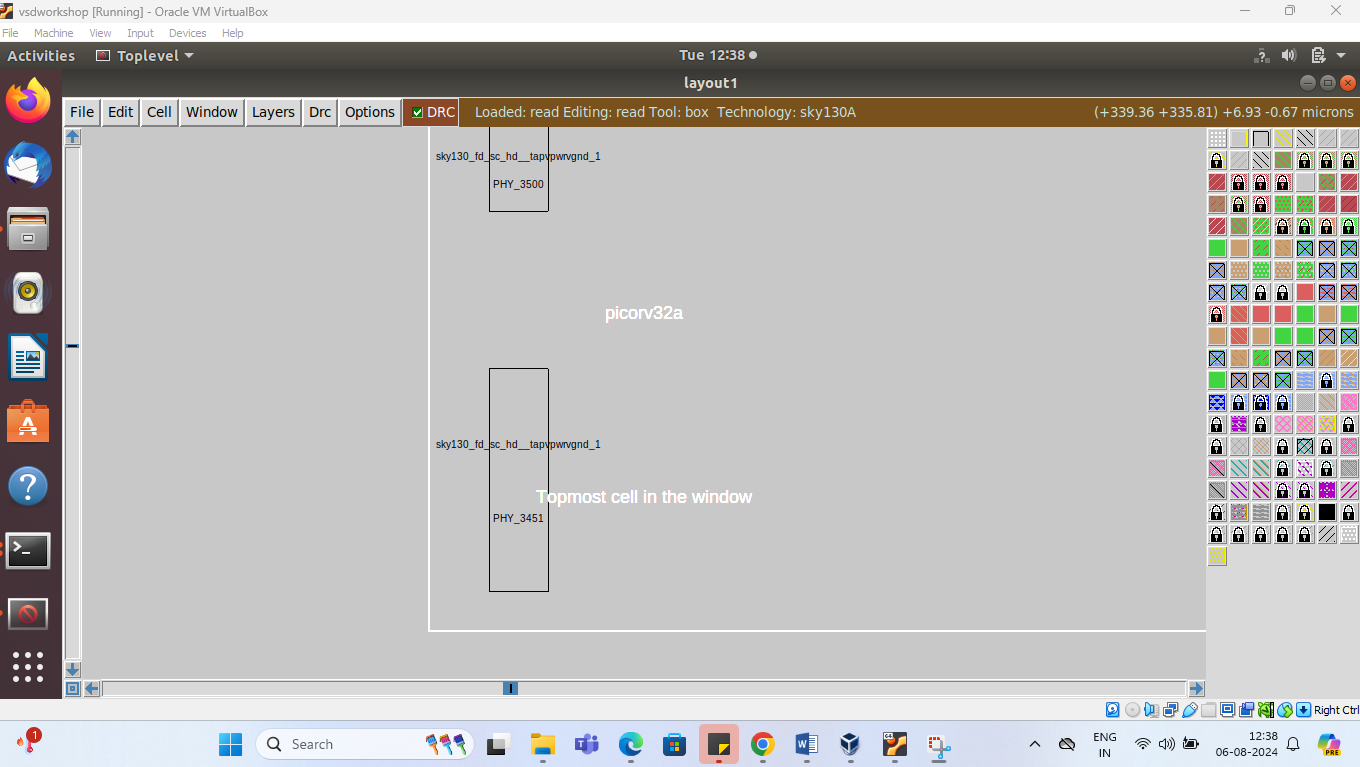 vsdworkshop [Running] - Oracle VM VirtualBox
File Machine View Input Devices Help
Activities Toplevel Tue 12:38
layout1
File Edit Cell Window Layers Drc Options DRC Loaded: read Editing: read Tool: box Technology: sky130A (+339.36 +335.81) +6.93 -0.67 microns
sky130_fd_sc_hd__tapvpwrvgnd_1
PHY_3500
picorv32a
sky130_fd_sc_hd__tapvpwrvgnd_1
Topmost cell in the window
PHY_3451
Right Ctrl
1
Search
ENG
IN
12:38
06-08-2024
PRE